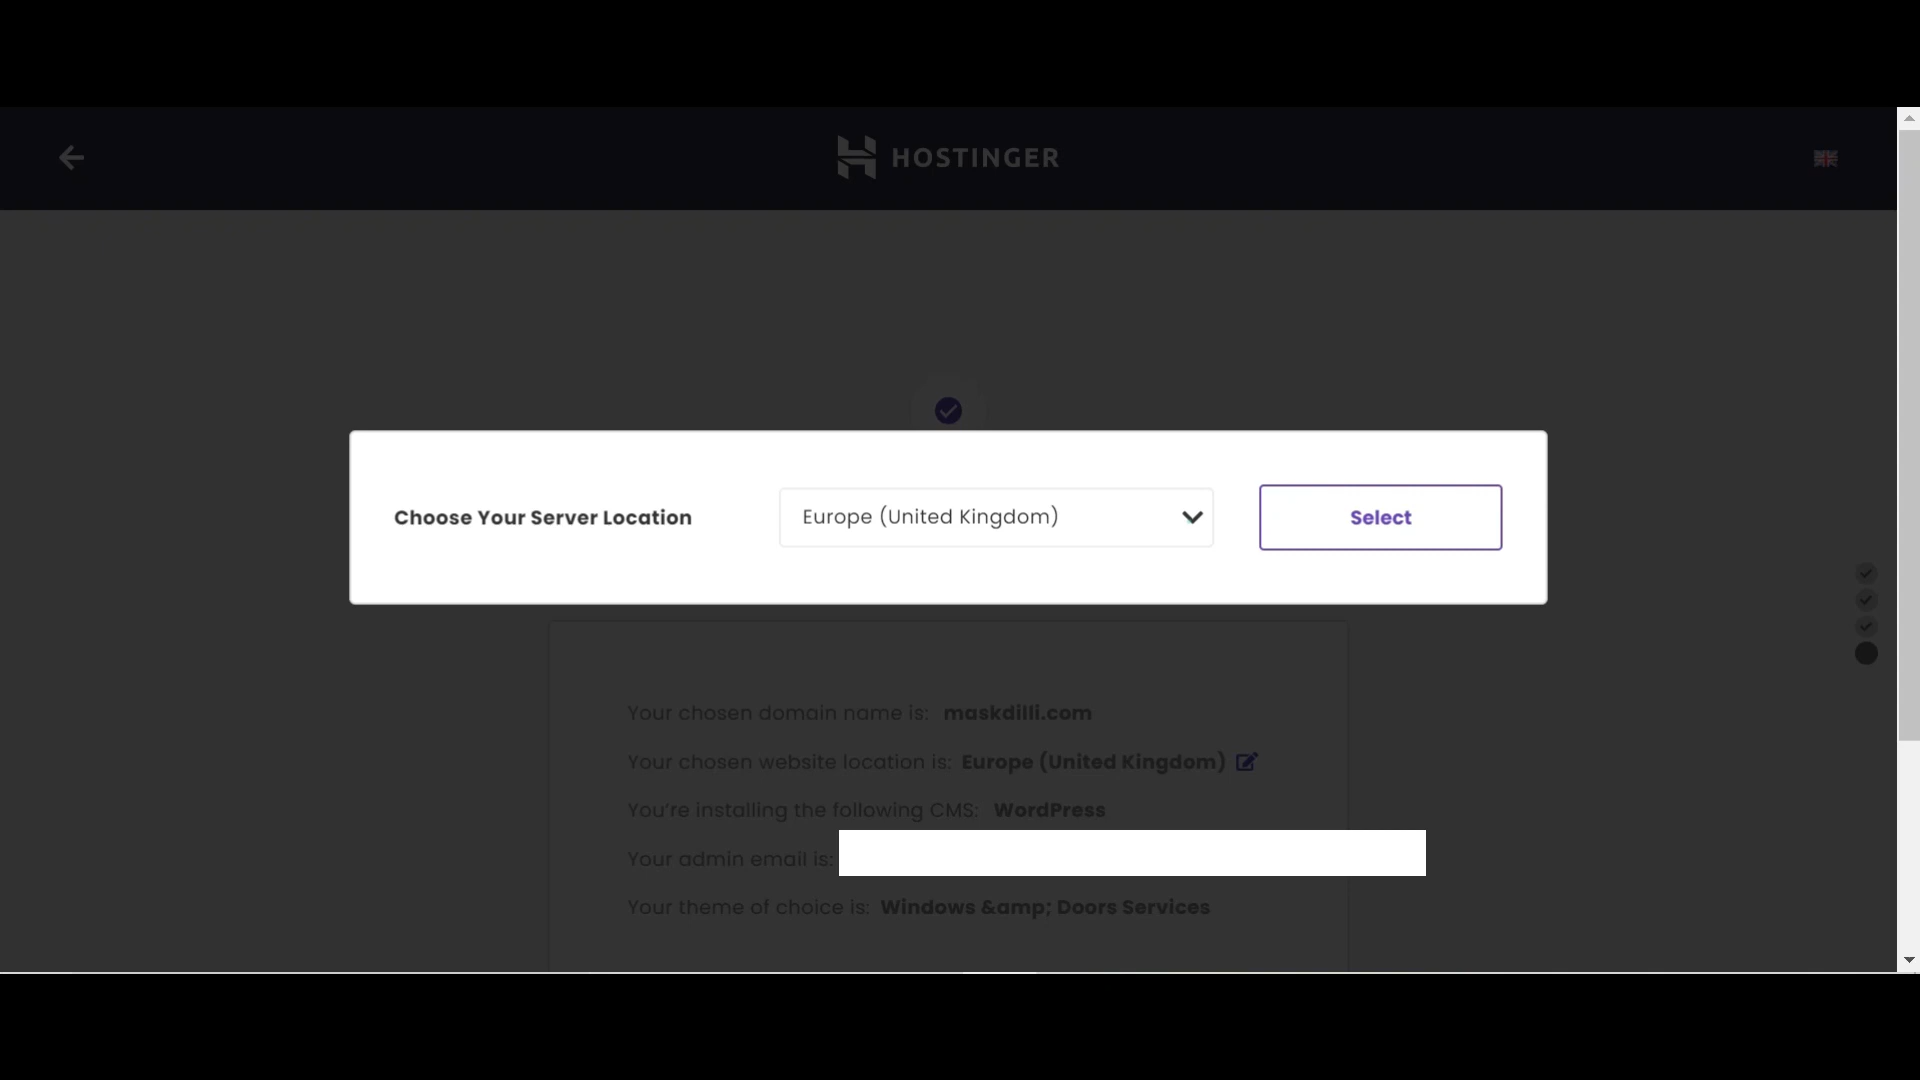 HOSTINGER
Choose Your Server Location
Europe (United Kingdom)
Select
Your chosen domain name is: maskdilli.com
Your chosen website location is: Europe (United Kingdom)
You're installing the following CMS: WordPress
Your admin email is:
Your theme of choice is: Windows &amp; Doors Services